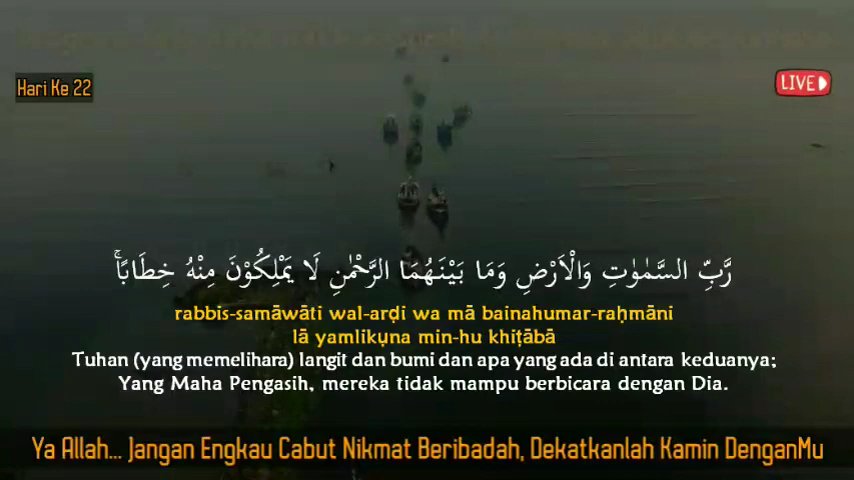 Hari Ke 22
LIVE
رَّبِّ السَّمٰوٰتِ وَالْاَرْضِ وَمَا بَيْنَهُمَا الرَّحْمٰنِ لَا يَمْلِكُوْنَ مِنْهُ خِطَابًاۚ
rabbis-samāwāti wal-arḍi wa mā bainahumar-raḥmāni
lā yamlikụna min-hu khiṭābā
Tuhan (yang memelihara) langit dan bumi dan apa yang ada di antara keduanya;
Yang Maha Pengasih, mereka tidak mampu berbicara dengan Dia.
Ya Allah... Jangan Engkau Cabut Nikmat Beribadah, Dekatkanlah Kamin DenganMu